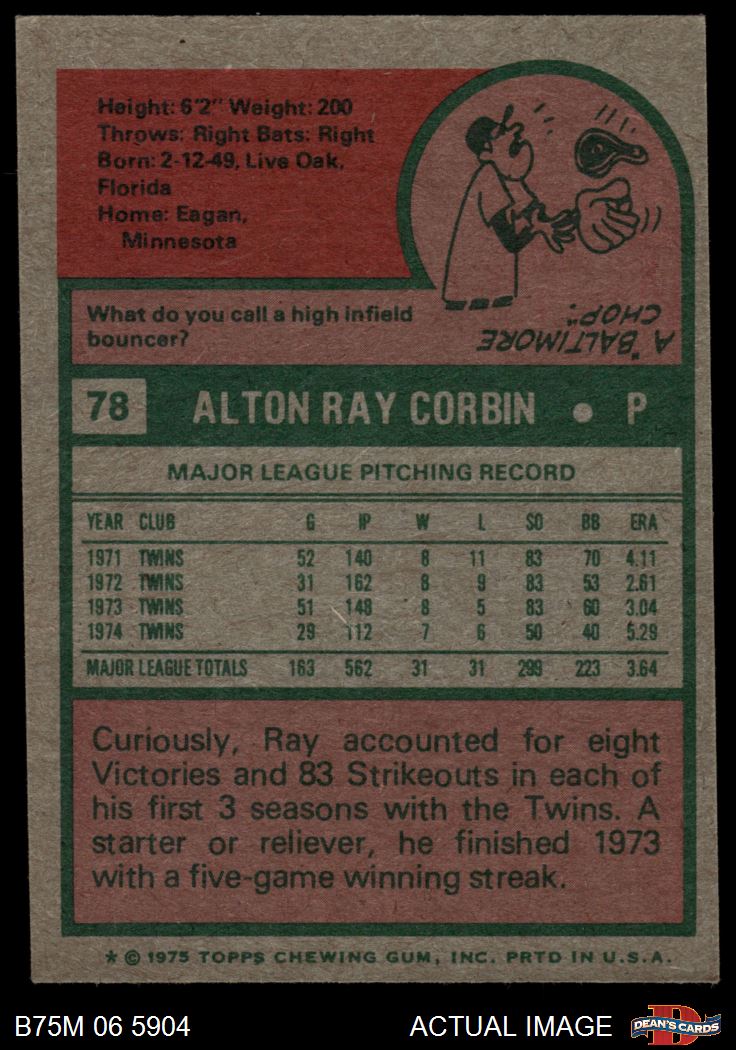 Height: 6'2" Weight: 200
Throws: Right Bats: Right
Born: 2-12-49, Live Oak,
Florida
Home: Eagan,
Minnesota
What do you call a high infield
bouncer?
A "BALTIMORE
CHOP".
78 ALTON RAY CORBIN • P
MAJOR LEAGUE PITCHING RECORD
YEAR CLUB G IP W L SO BB ERA
1971 TWINS 52 140 8 11 83 70 4.11
1972 TWINS 31 162 8 9 83 53 2.61
1973 TWINS 51 148 8 5 83 60 3.04
1974 TWINS 29 112 7 6 50 40 5.29
MAJOR LEAGUE TOTALS 163 562 31 31 299 223 3.64
Curiously, Ray accounted for eight
Victories and 83 Strikeouts in each of
his first 3 seasons with the Twins. A
starter or reliever, he finished 1973
with a five-game winning streak.
* © 1975 TOPPS CHEWING GUM, INC. PRTD IN U.S.A.
B75M 06 5904 ACTUAL IMAGE DEAN'S CARDS